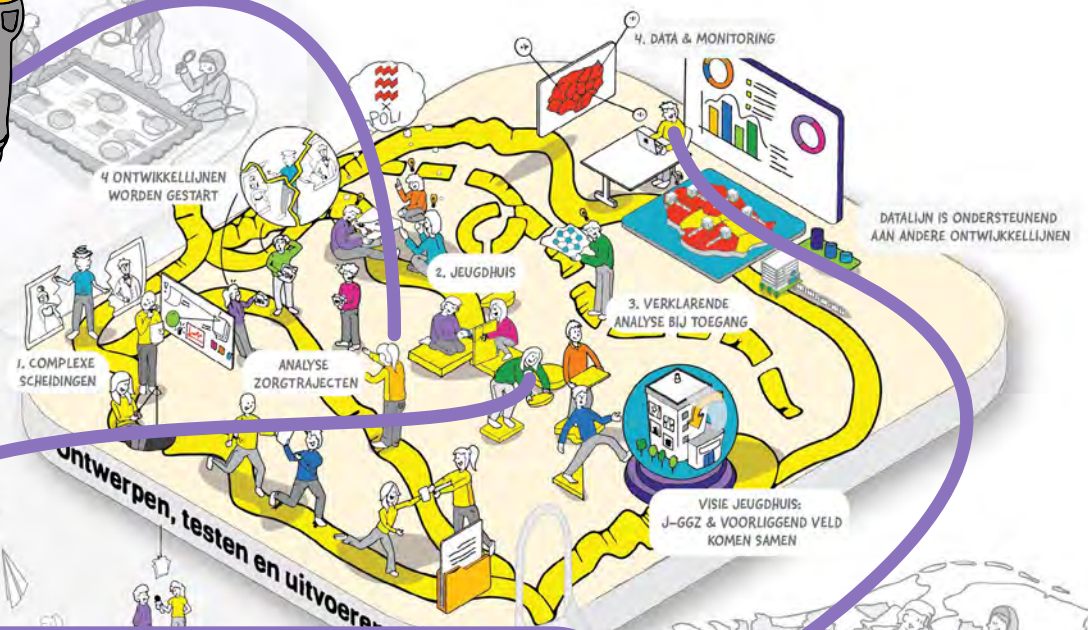 4. DATA & MONITORING
POLI
4 ONTWIKKELLIJNEN
WORDEN GESTART
DATALIJN IS ONDERSTEUNEND
AAN ANDERE ONTWIJKKELLIJNEN
2. JEUGDHUIS
3. VERKLARENDE
ANALYSE BIJ TOEGANG
1. COMPLEXE
SCHEIDINGEN
ANALYSE
ZORGTRAJECTEN
VISIE JEUGDHUIS:
J-GGZ & VOORLIGGEND VELD
KOMEN SAMEN
Ontwerpen, testen en uitvoeren